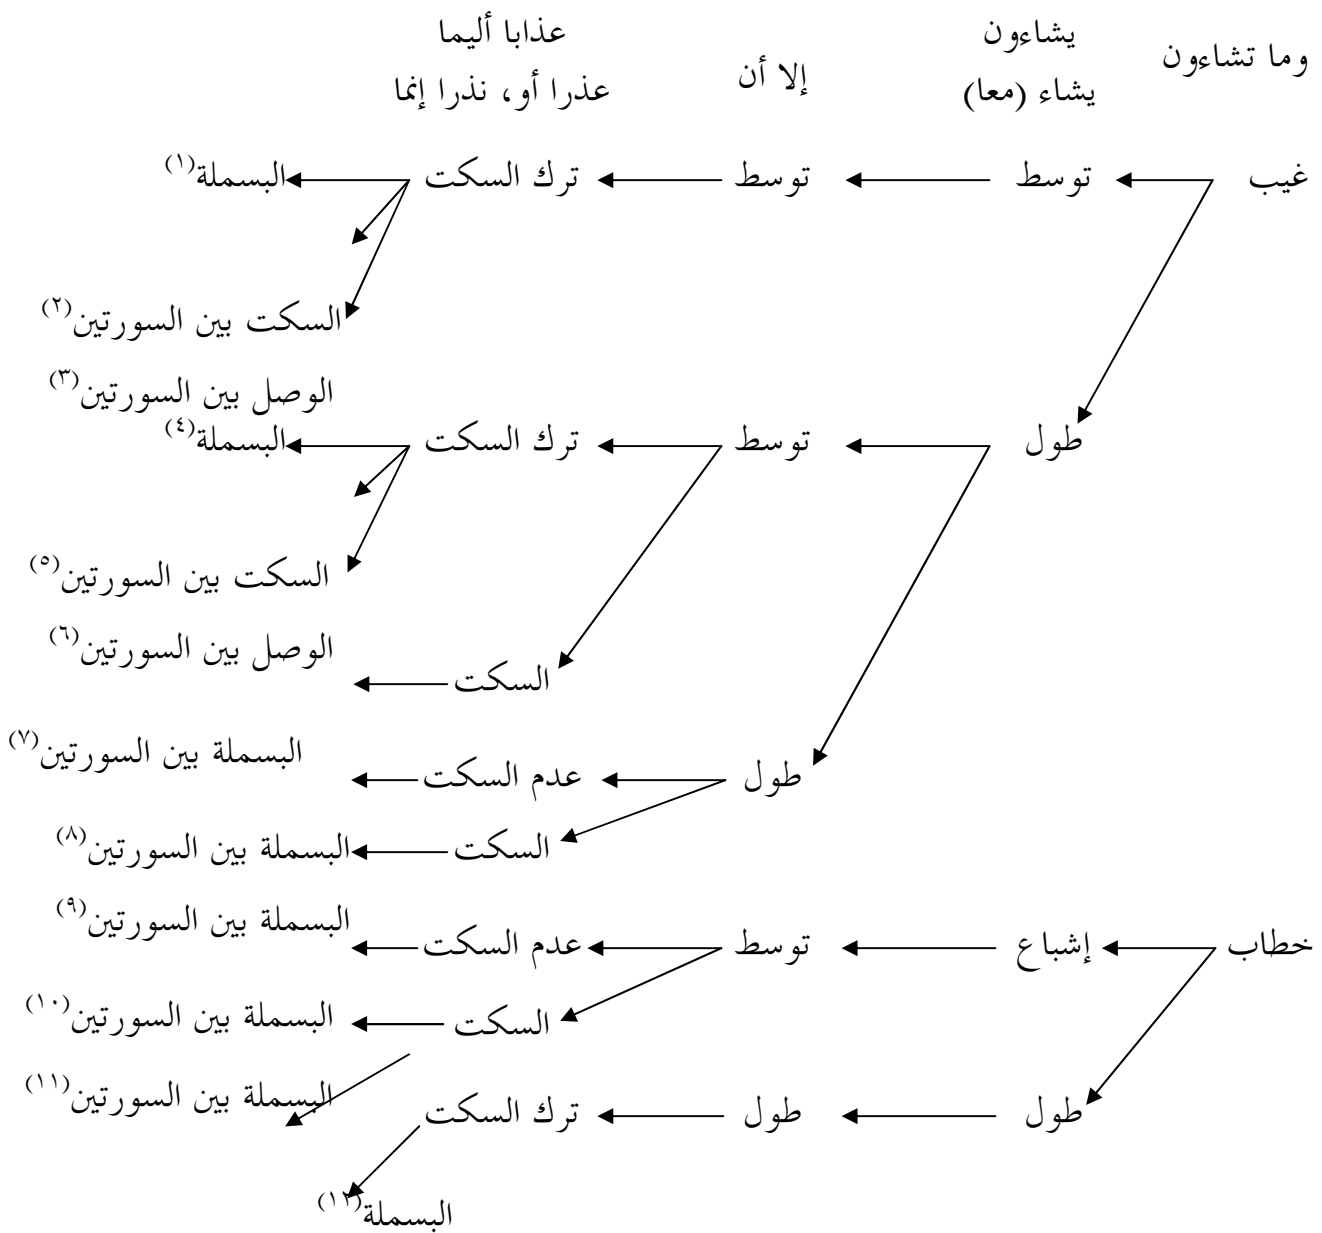 وما تشاءون يشاءون إلا أن عذابا أليما
يشاء (معا) عذرا أو، نذرا إنما
غيب توسط توسط ترك السكت البسملة(١)
السكت بين السورتين(٢)
الوصل بين السورتين(٣)
طول توسط ترك السكت البسملة(٤)
السكت بين السورتين(٥)
الوصل بين السورتين(٦)
السكت
البسملة بين السورتين(٧)
طول عدم السكت
السكت البسملة بين السورتين(٨)
البسملة بين السورتين(٩)
خطاب إشباع توسط عدم السكت
السكت البسملة بين السورتين(١٠)
البسملة بين السورتين(١١)
طول طول ترك السكت
البسملة(١٢)